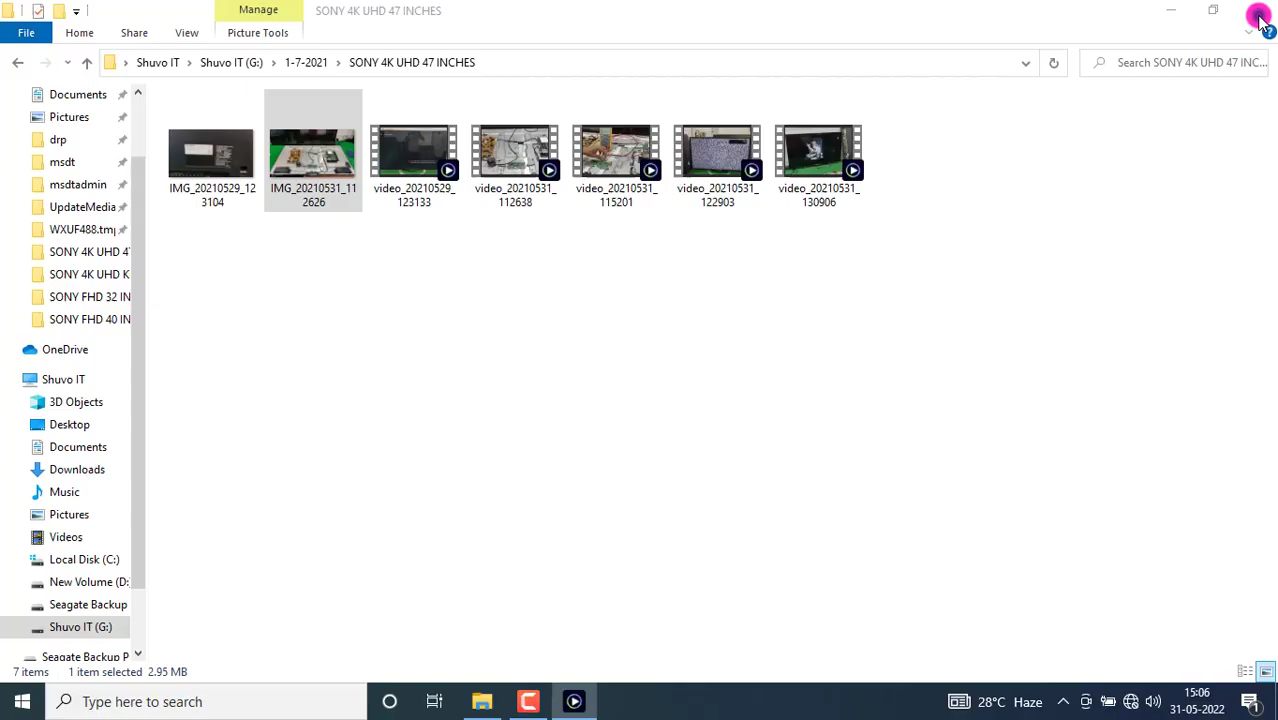 Manage
SONY 4K UHD 47 INCHES
File
Home
Share
View
Picture Tools
Shuvo IT
Shuvo IT (G:)
1-7-2021
SONY 4K UHD 47 INCHES
Search SONY 4K UHD 47 INC...
Documents
Pictures
drp
msdt
msdtadmin
UpdateMedia
WXUF488.tmp
SONY 4K UHD 47
SONY 4K UHD K
SONY FHD 32 IN
SONY FHD 40 IN
OneDrive
Shuvo IT
3D Objects
Desktop
Documents
Downloads
Music
Pictures
Videos
Local Disk (C:)
New Volume (D:
Seagate Backup
Shuvo IT (G:)
Seagate Backup P
IMG_20210529_12
3104
IMG_20210531_11
2626
video_20210529_
123133
video_20210531_
112638
video_20210531_
115201
video_20210531_
122903
video_20210531_
130906
7 items
1 item selected 2.95 MB
Type here to search
28°C Haze
15:06
31-05-2022
1